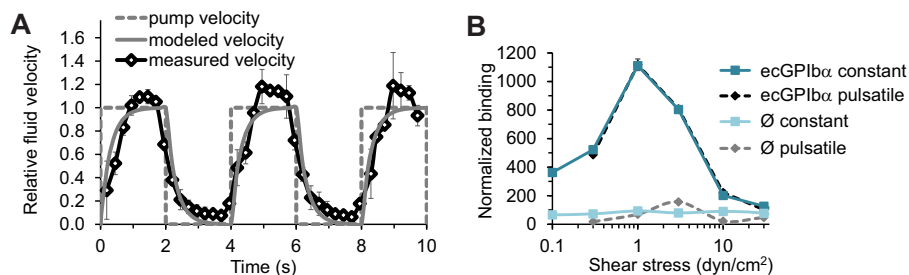 A
pump velocity
modeled velocity
measured velocity
Relative fluid velocity
1.6
1.4
1.2
1.0
0.8
0.6
0.4
0.2
0.0
0 2 4 6 8 10
Time (s)
B
Normalized binding
1200
1000
800
600
400
200
0
0.1 1 10
Shear stress (dyn/cm²)
ecGPIbα constant
ecGPIbα pulsatile
Ø constant
Ø pulsatile